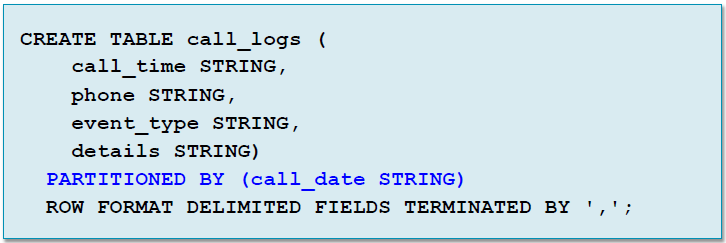 CREATE TABLE call_logs (
    call_time STRING,
    phone STRING,
    event_type STRING,
    details STRING)
  PARTITIONED BY (call_date STRING)
  ROW FORMAT DELIMITED FIELDS TERMINATED BY ',';